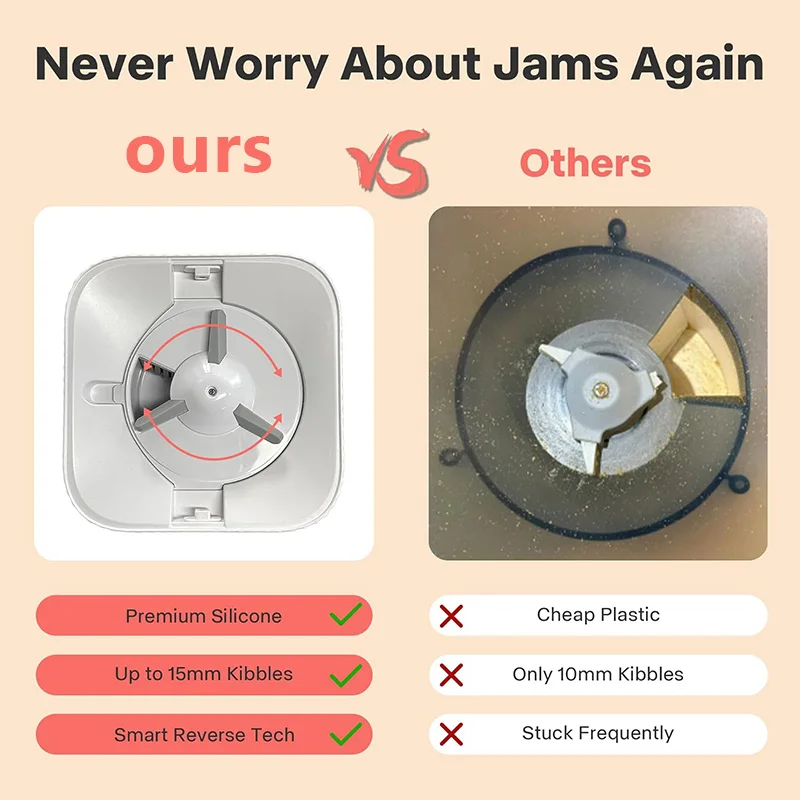 Never Worry About Jams Again
ours
VS
Others
Premium Silicone
Cheap Plastic
Up to 15mm Kibbles
Only 10mm Kibbles
Smart Reverse Tech
Stuck Frequently